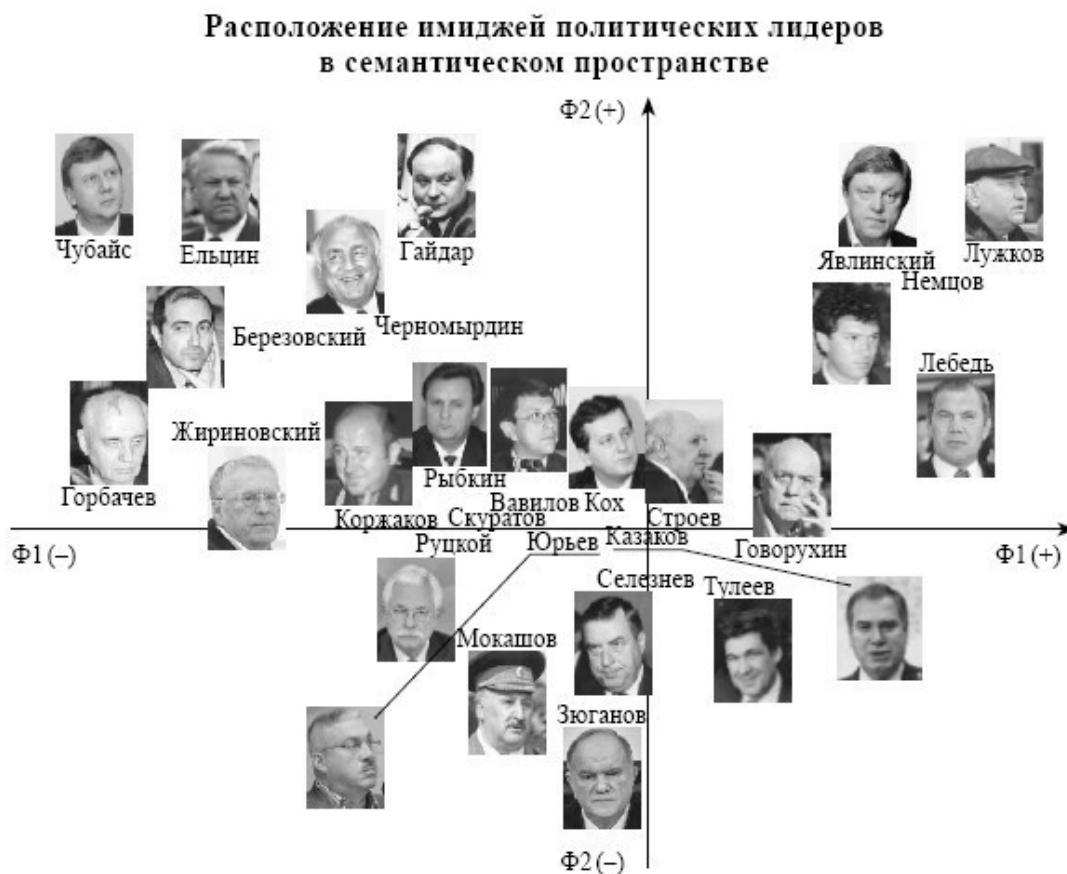 Расположение имиджей политических лидеров
в семантическом пространстве
Ф2 (+)
Чубайс
Ельцин
Гайдар
Явлинский
Лужков
Немцов
Березовский
Черномырдин
Лебедь
Жириновский
Горбачев
Рыбкин
Вавилов Кох
Коржаков
Скуратов
Строев
Ф1 (–)
Руцкой
Юрьев
Казаков
Говорухин
Ф1 (+)
Селезнев
Тулеев
Мокашов
Зюганов
Ф2 (–)